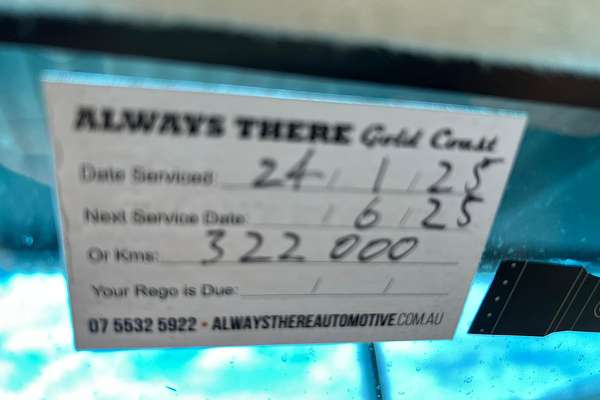 ALWAYS THERE Gold Coast
Date Serviced: 24 / 1 / 25
Next Service Date: / 6 / 25
Or Kms: 322 000
Your Rego is Due: / /
07 5532 5922 • ALWAYSTHEREAUTOMOTIVE.COM.AU